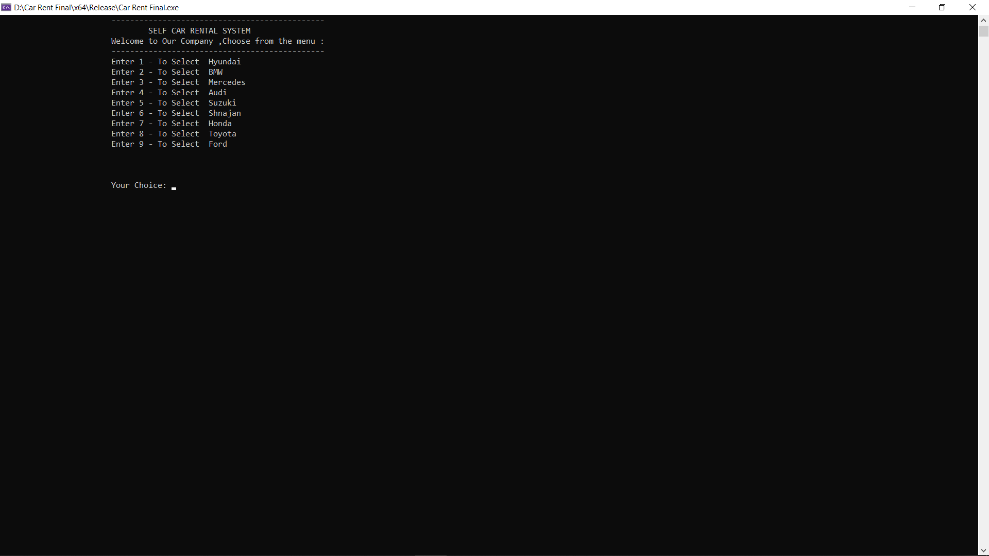 D:\Car Rent Final\x64\Release\Car Rent Final.exe
----------------------------------------------
SELF CAR RENTAL SYSTEM
Welcome to Our Company ,Choose from the menu :
----------------------------------------------
Enter 1 - To Select  Hyundai
Enter 2 - To Select  BMW
Enter 3 - To Select  Mercedes
Enter 4 - To Select  Audi
Enter 5 - To Select  Suzuki
Enter 6 - To Select  Shnajan
Enter 7 - To Select  Honda
Enter 8 - To Select  Toyota
Enter 9 - To Select  Ford
Your Choice: